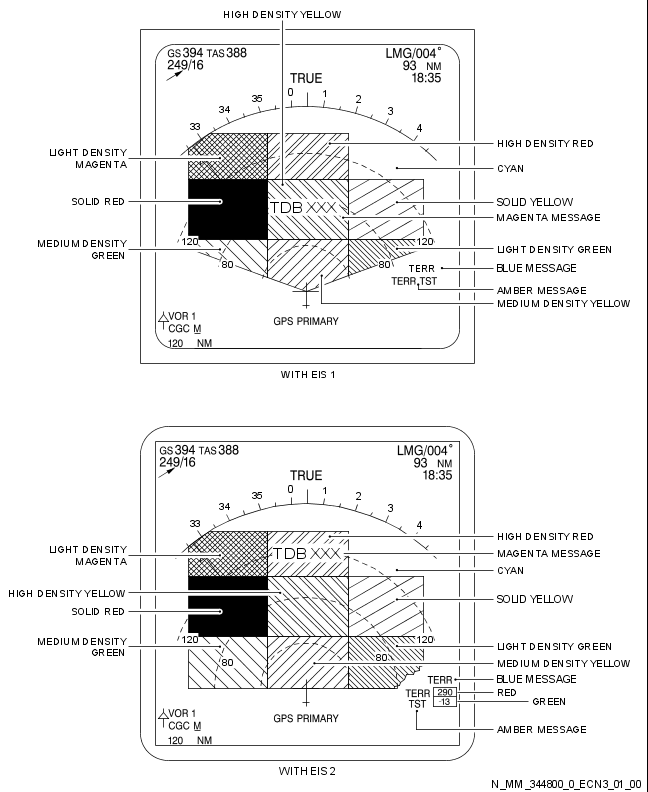 HIGH DENSITY YELLOW
GS 394 TAS 388
249/16
LMG/004°
93 NM
18:35
TRUE
33 34 35 0 1 2 3 4
LIGHT DENSITY
MAGENTA
HIGH DENSITY RED
CYAN
SOLID RED
SOLID YELLOW
TDB XXX
MAGENTA MESSAGE
MEDIUM DENSITY
GREEN
120
120
LIGHT DENSITY GREEN
80
80
TERR
BLUE MESSAGE
TERR TST
AMBER MESSAGE
MEDIUM DENSITY YELLOW
GPS PRIMARY
VOR 1
CGC M
120 NM
WITH EIS 1
GS 394 TAS 388
249/16
LMG/004°
93 NM
18:35
TRUE
33 34 35 0 1 2 3 4
HIGH DENSITY RED
LIGHT DENSITY
MAGENTA
TDB XXX
MAGENTA MESSAGE
CYAN
HIGH DENSITY YELLOW
SOLID YELLOW
SOLID RED
MEDIUM DENSITY
GREEN
120
120
LIGHT DENSITY GREEN
80
80
MEDIUM DENSITY YELLOW
TERR
BLUE MESSAGE
TERR 290
RED
TST -13
GREEN
GPS PRIMARY
VOR 1
CGC M
120 NM
AMBER MESSAGE
WITH EIS 2
N_MM_344800_0_ECN3_01_00